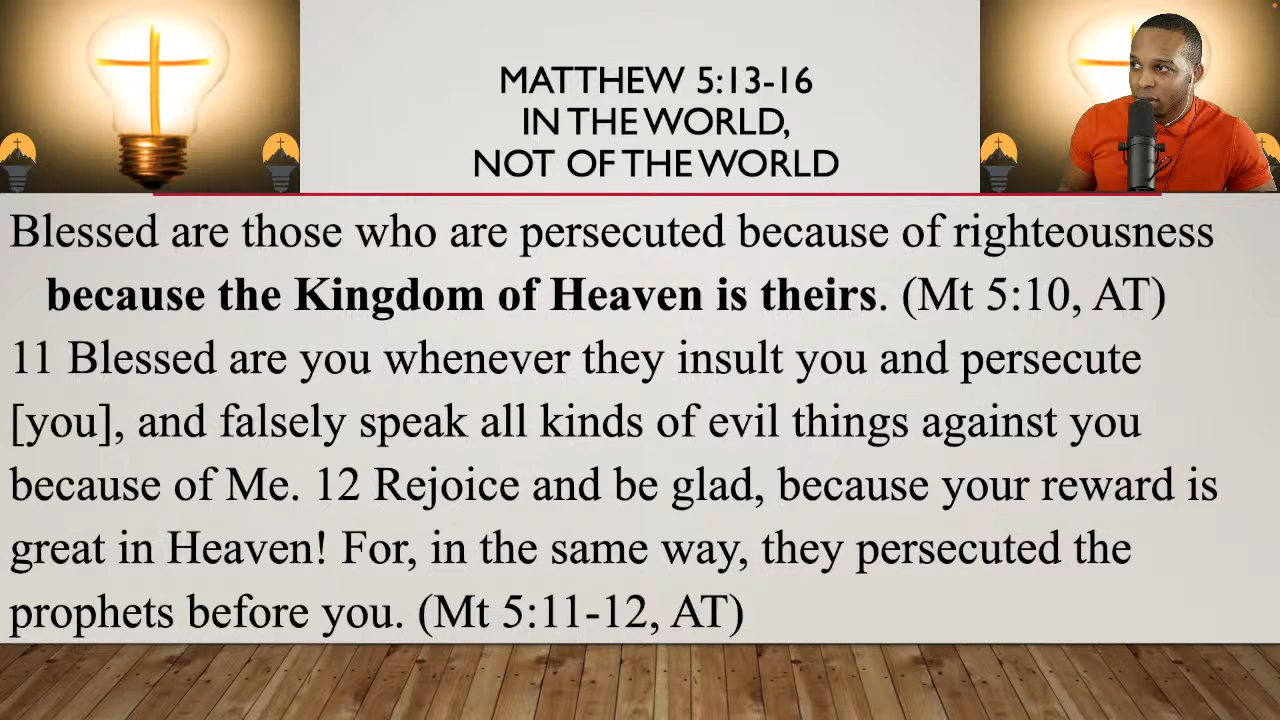 MATTHEW 5:13-16
IN THE WORLD,
NOT OF THE WORLD
Blessed are those who are persecuted because of righteousness
because the Kingdom of Heaven is theirs. (Mt 5:10, AT)
11 Blessed are you whenever they insult you and persecute
[you], and falsely speak all kinds of evil things against you
because of Me. 12 Rejoice and be glad, because your reward is
great in Heaven! For, in the same way, they persecuted the
prophets before you. (Mt 5:11-12, AT)